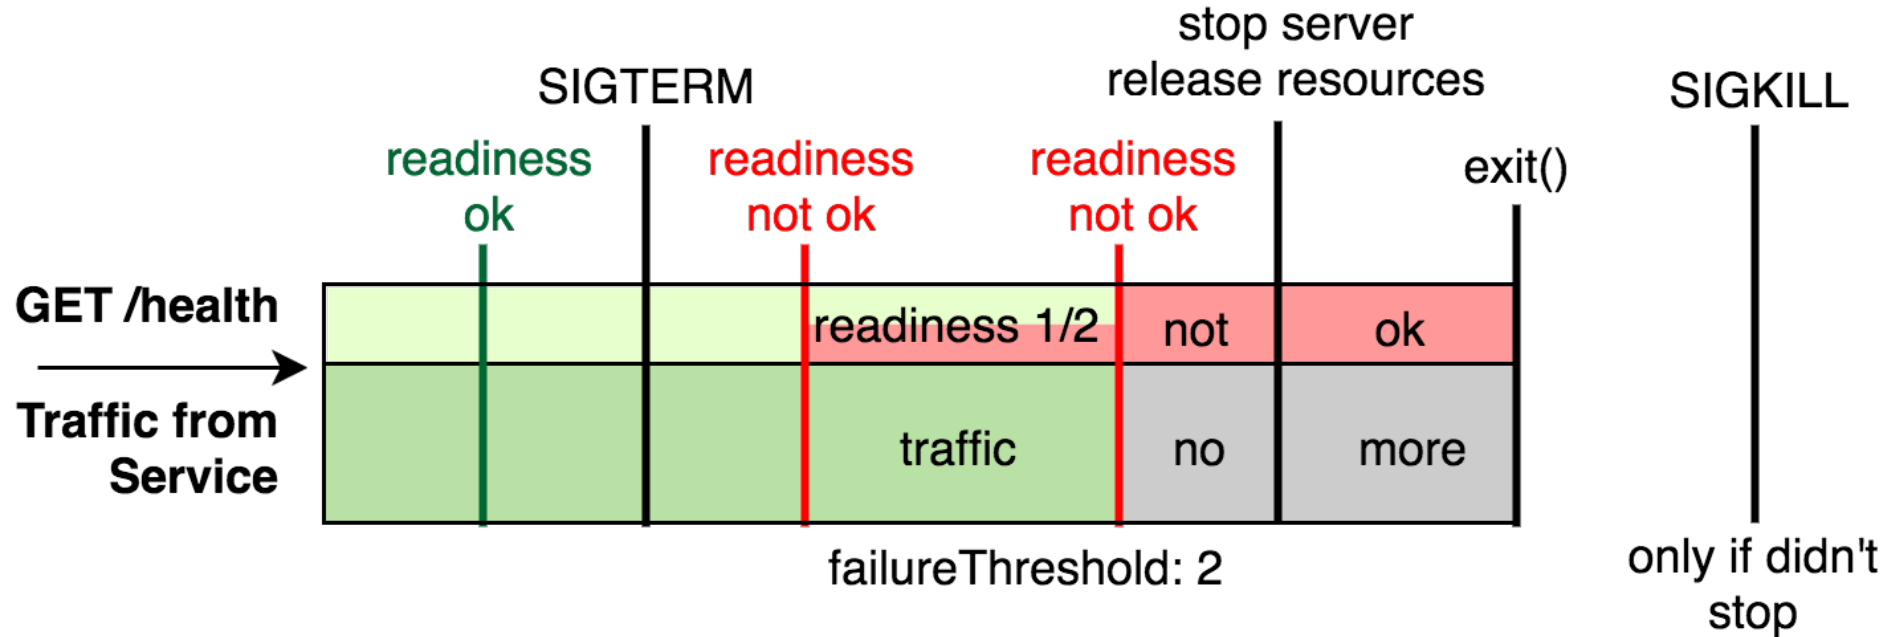 stop server
release resources
SIGTERM
SIGKILL
readiness
ok
readiness
not ok
readiness
not ok
exit()
GET /health
readiness 1/2
not
ok
Traffic from
Service
traffic
no
more
failureThreshold: 2
only if didn't
stop